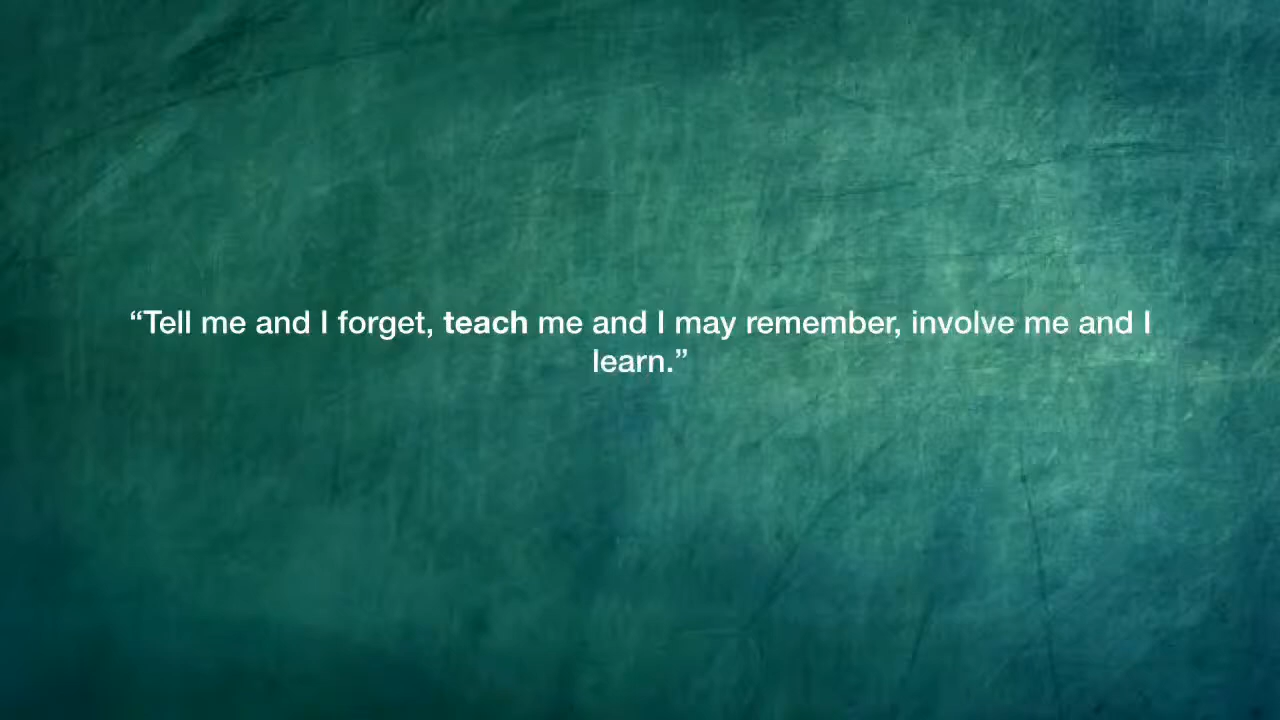 “Tell me and I forget, teach me and I may remember, involve me and I
learn.”